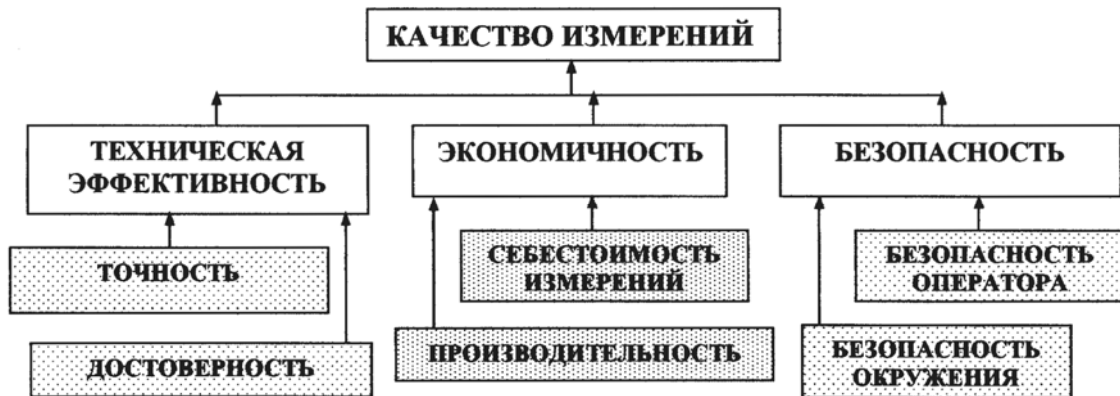 КАЧЕСТВО ИЗМЕРЕНИЙ
ТЕХНИЧЕСКАЯ
ЭФФЕКТИВНОСТЬ
ЭКОНОМИЧНОСТЬ
БЕЗОПАСНОСТЬ
ТОЧНОСТЬ
СЕБЕСТОИМОСТЬ
ИЗМЕРЕНИЙ
БЕЗОПАСНОСТЬ
ОПЕРАТОРА
ДОСТОВЕРНОСТЬ
ПРОИЗВОДИТЕЛЬНОСТЬ
БЕЗОПАСНОСТЬ
ОКРУЖЕНИЯ